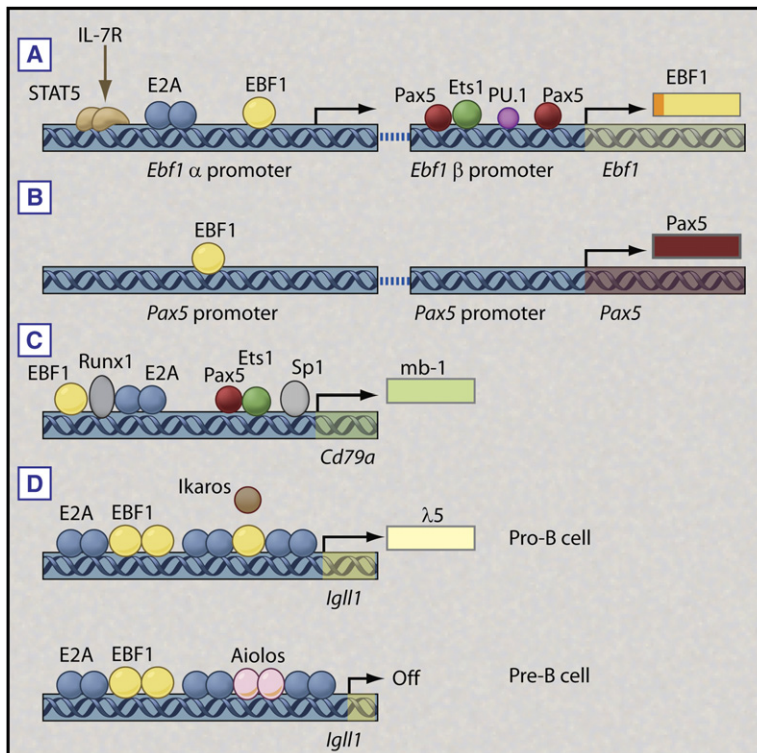 A
IL-7R
STAT5
E2A
EBF1
Pax5
Ets1
PU.1
Pax5
EBF1
Ebf1 α promoter
Ebf1 β promoter
Ebf1
B
EBF1
Pax5
Pax5 promoter
Pax5 promoter
Pax5
C
EBF1
Runx1
E2A
Pax5
Ets1
Sp1
mb-1
Cd79a
D
Ikaros
E2A
EBF1
λ5
Pro-B cell
Igll1
E2A
EBF1
Aiolos
Off
Pre-B cell
Igll1